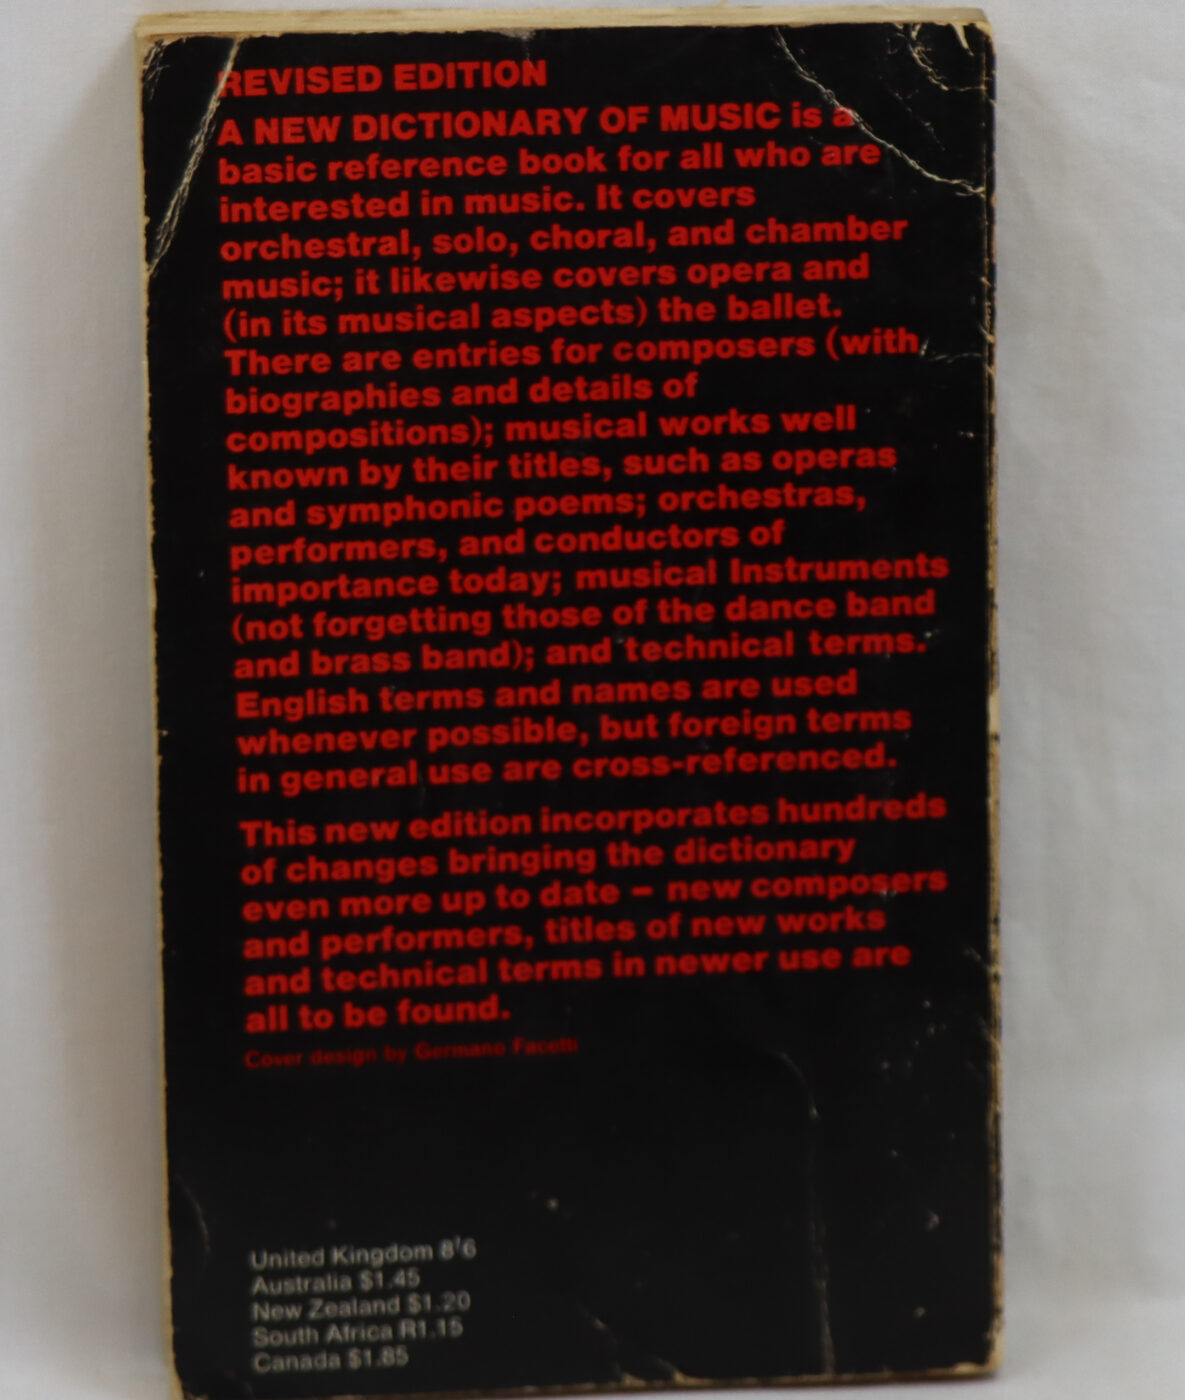 REVISED EDITION
A NEW DICTIONARY OF MUSIC is a
basic reference book for all who are
interested in music. It covers
orchestral, solo, choral, and chamber
music; it likewise covers opera and
(in its musical aspects) the ballet.
There are entries for composers (with
biographies and details of
compositions); musical works well
known by their titles, such as operas
and symphonic poems; orchestras,
performers, and conductors of
importance today; musical Instruments
(not forgetting those of the dance band
and brass band); and technical terms.
English terms and names are used
whenever possible, but foreign terms
in general use are cross-referenced.
This new edition incorporates hundreds
of changes bringing the dictionary
even more up to date – new composers
and performers, titles of new works
and technical terms in newer use are
all to be found.
Cover design by Germano Facetti
United Kingdom 8'6
Australia $1.45
New Zealand $1.20
South Africa R1.15
Canada $1.85